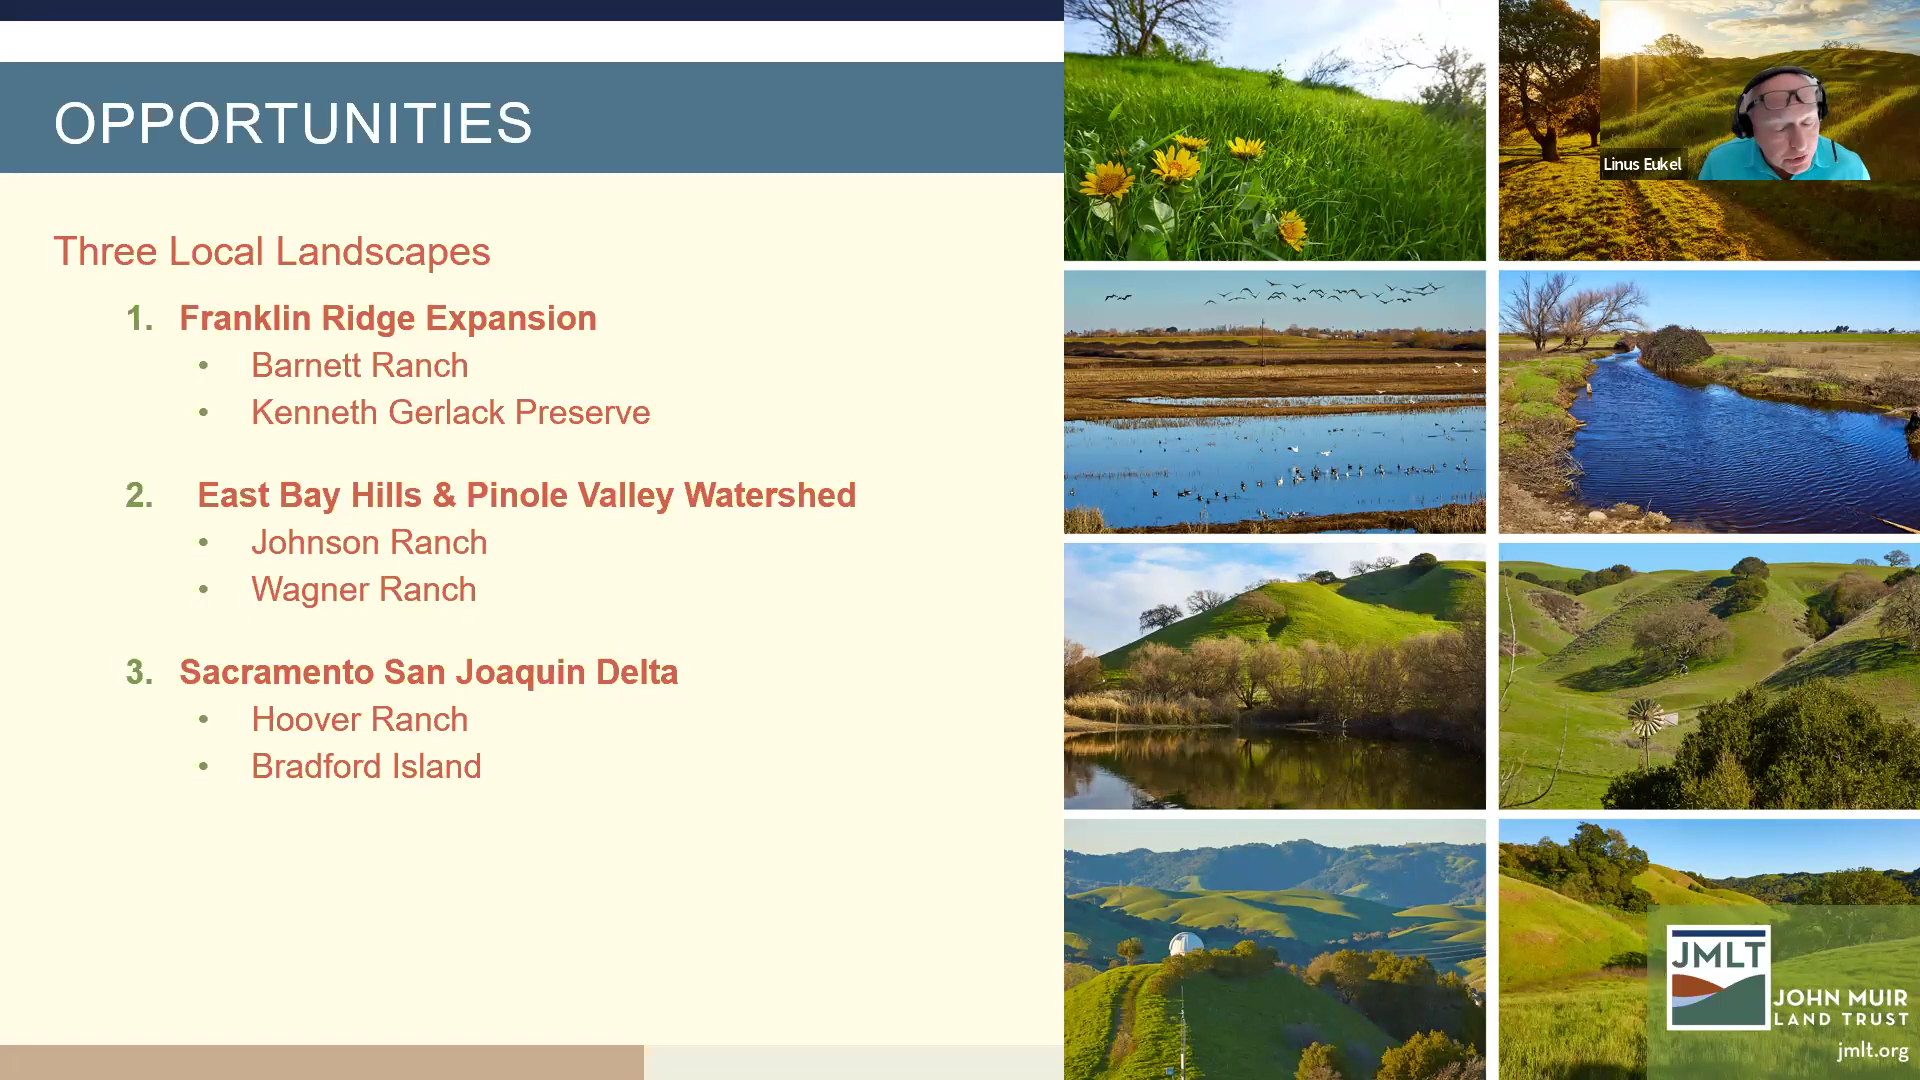 OPPORTUNITIES
Three Local Landscapes
1. Franklin Ridge Expansion
• Barnett Ranch
• Kenneth Gerlack Preserve
2. East Bay Hills & Pinole Valley Watershed
• Johnson Ranch
• Wagner Ranch
3. Sacramento San Joaquin Delta
• Hoover Ranch
• Bradford Island
Linus Eukel
JMLT
JOHN MUIR
LAND TRUST
jmlt.org